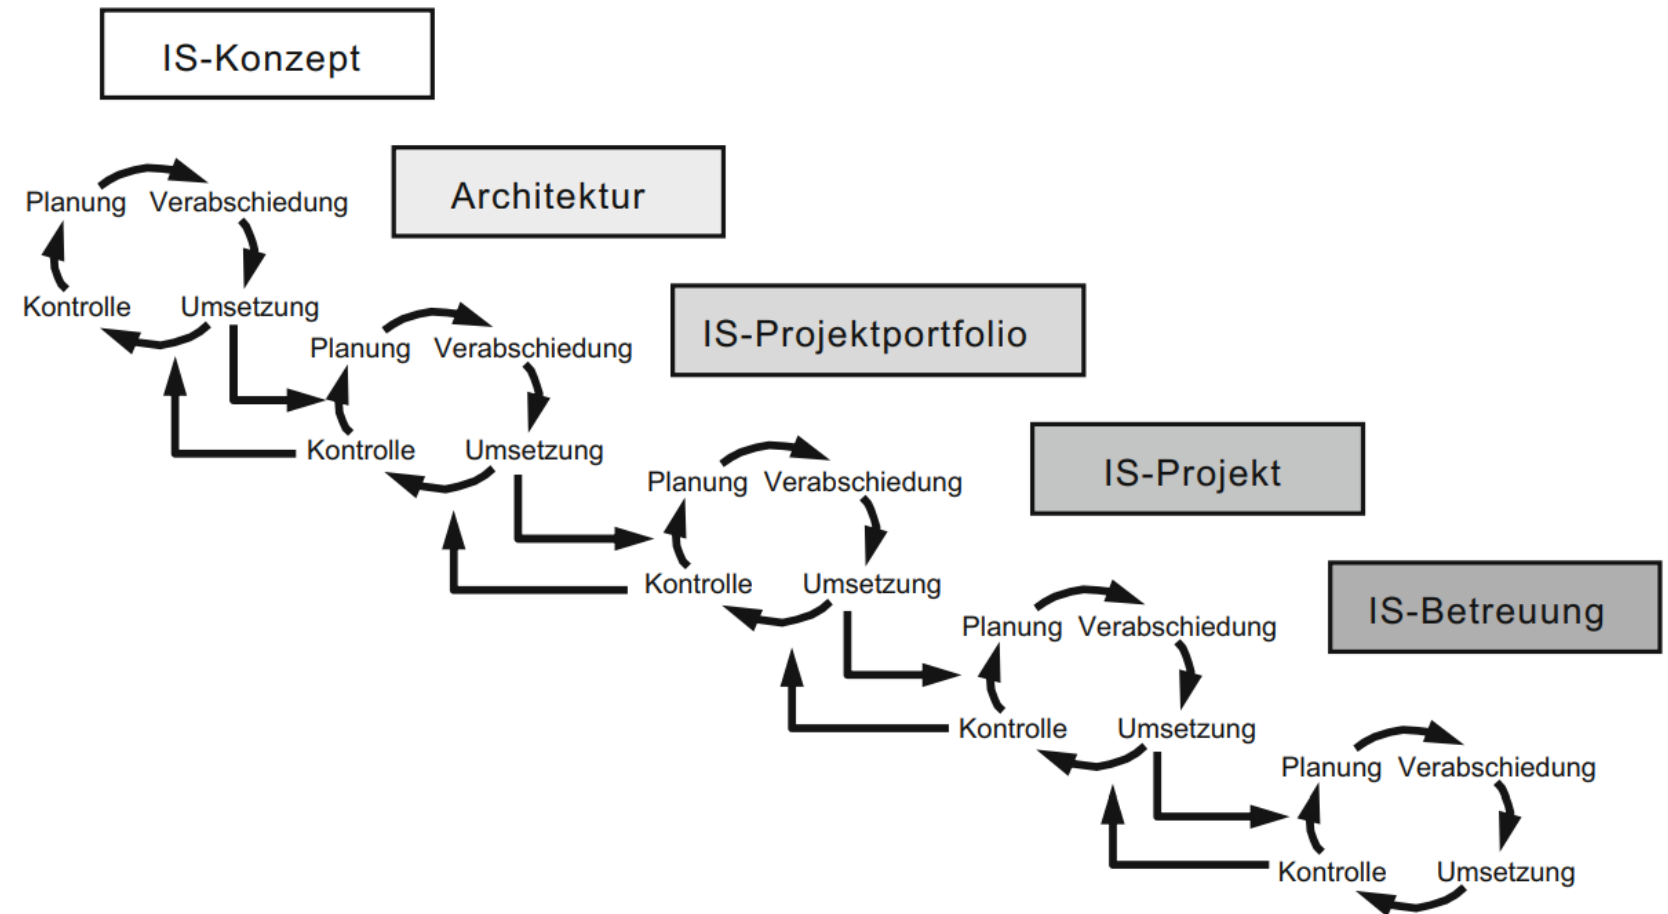 IS-Konzept
Architektur
Planung Verabschiedung
Kontrolle Umsetzung
IS-Projektportfolio
Planung Verabschiedung
Kontrolle Umsetzung
IS-Projekt
Planung Verabschiedung
Kontrolle Umsetzung
IS-Betreuung
Planung Verabschiedung
Kontrolle Umsetzung
Planung Verabschiedung
Kontrolle Umsetzung